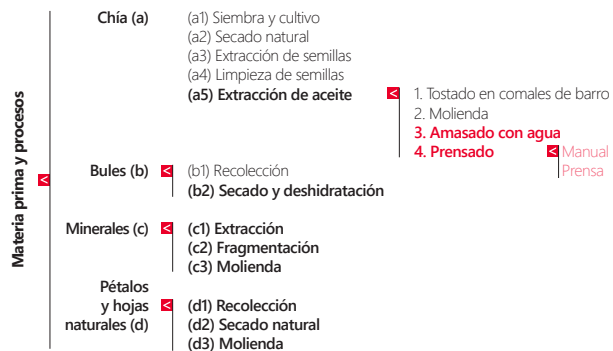 Materia prima y procesos
Chía (a)
(a1) Siembra y cultivo
(a2) Secado natural
(a3) Extracción de semillas
(a4) Limpieza de semillas
(a5) Extracción de aceite
1. Tostado en comales de barro
2. Molienda
3. Amasado con agua
4. Prensado
Manual
Prensa
Bules (b)
(b1) Recolección
(b2) Secado y deshidratación
Minerales (c)
(c1) Extracción
(c2) Fragmentación
(c3) Molienda
Pétalos
y hojas
naturales (d)
(d1) Recolección
(d2) Secado natural
(d3) Molienda